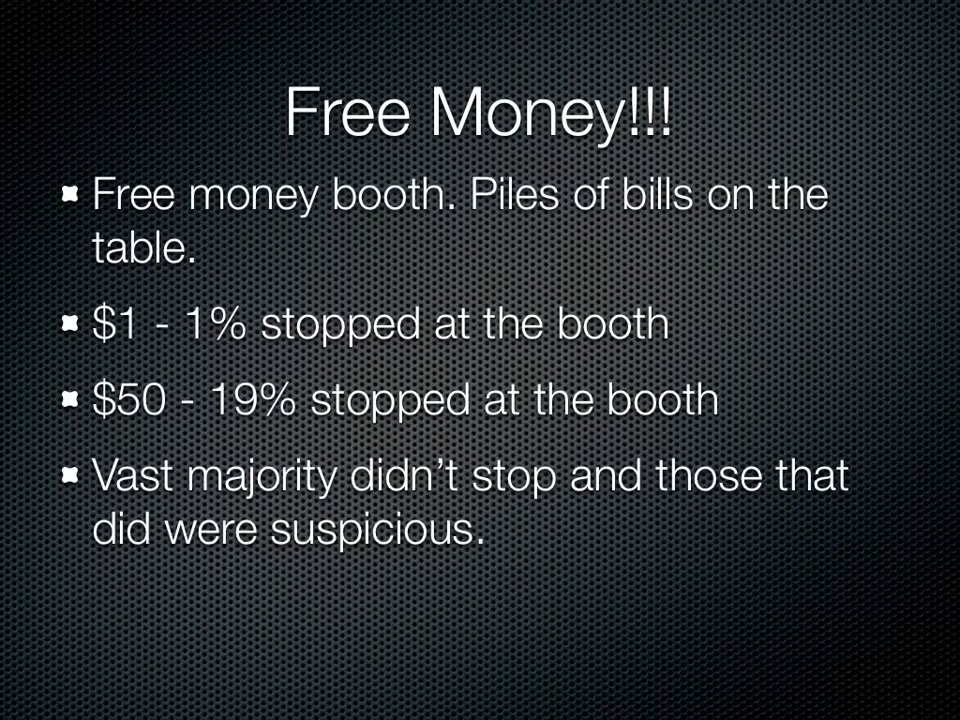 Free Money!!!
Free money booth. Piles of bills on the
table.
$1 - 1% stopped at the booth
$50 - 19% stopped at the booth
Vast majority didn’t stop and those that
did were suspicious.